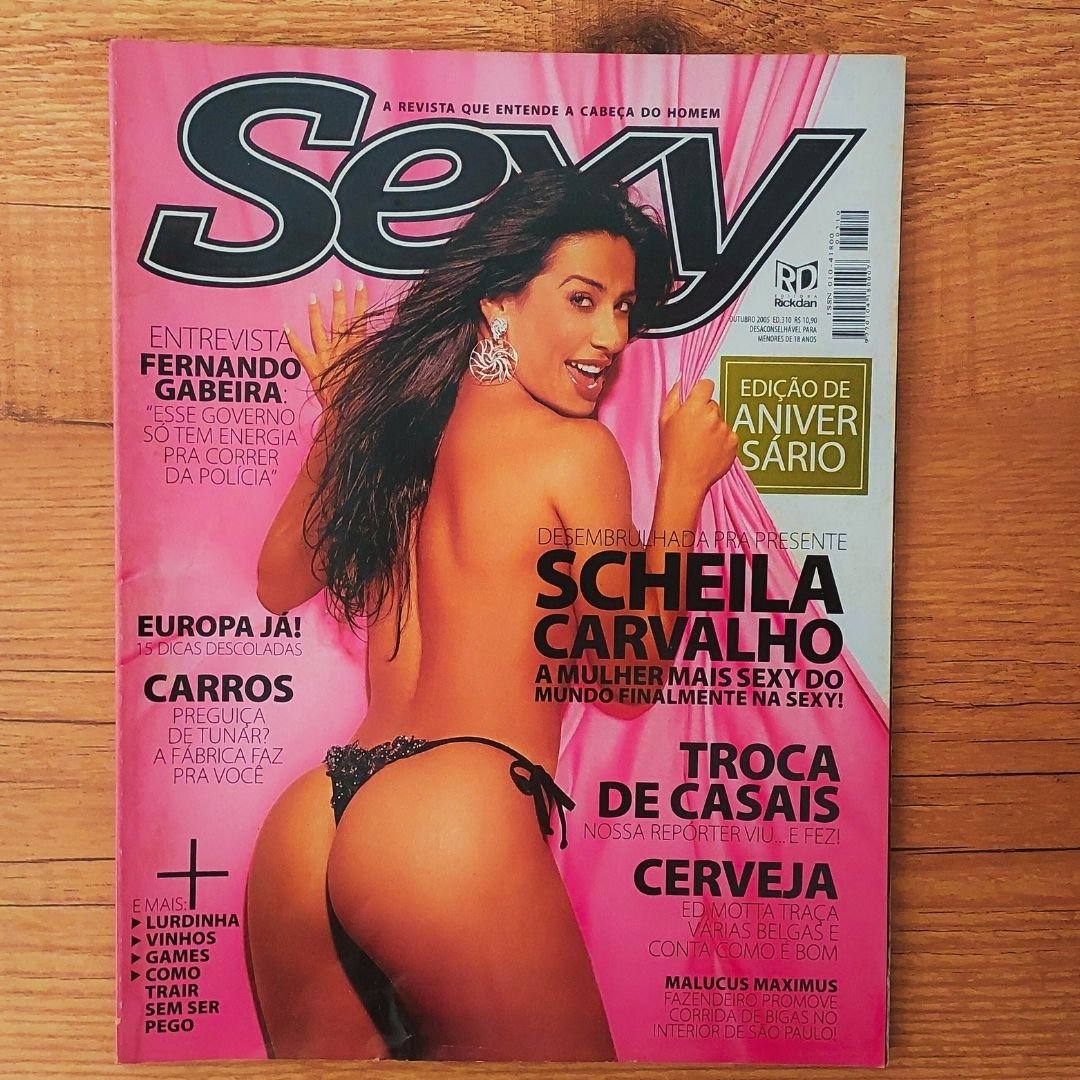 A REVISTA QUE ENTENDE A CABEÇA DO HOMEM
Sexy
RD
EDITORA
Rickdan
OUTUBRO 2005 ED.310 R$ 10,90
DESACONSELHÁVEL PARA
MENORES DE 18 ANOS
ISSN 010-41800
00310
ENTREVISTA
FERNANDO
GABEIRA:
“ESSE GOVERNO
SÓ TEM ENERGIA
PRA CORRER
DA POLÍCIA”
EDIÇÃO DE
ANIVER
SÁRIO
DESEMBRULHADA PRA PRESENTE
SCHEILA
CARVALHO
A MULHER MAIS SEXY DO
MUNDO FINALMENTE NA SEXY!
EUROPA JÁ!
15 DICAS DESCOLADAS
CARROS
PREGUIÇA
DE TUNAR?
A FÁBRICA FAZ
PRA VOCÊ
TROCA
DE CASAIS
NOSSA REPÓRTER VIU... E FEZ!
CERVEJA
ED MOTTA TRAÇA
VÁRIAS BELGAS E
CONTA COMO É BOM
MALUCUS MAXIMUS
FAZENDEIRO PROMOVE
CORRIDA DE BIGAS NO
INTERIOR DE SÃO PAULO!
+
E MAIS:
LURDINHA
VINHOS
GAMES
COMO
TRAIR
SEM SER
PEGO